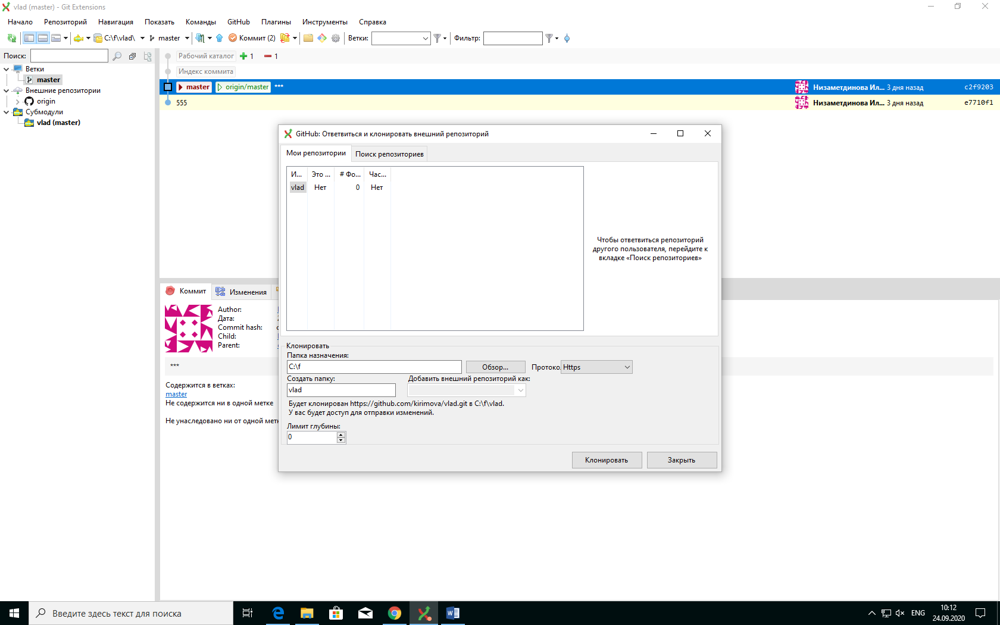 vlad (master) - Git Extensions
Начало Репозиторий Навигация Показать Команды GitHub Плагины Инструменты Справка
C:\f\vlad\ master Коммит (2) Ветки: Фильтр:
Поиск:
Ветки
master
Внешние репозитории
origin
Субмодули
vlad (master)
Рабочий каталог 1 1
Индекс коммита
master origin/master *** Низаметдинова Ил... 3 дня назад c2f9203
555 Низаметдинова Ил... 3 дня назад e7710f1
GitHub: Ответвиться и клонировать внешний репозиторий
Мои репозитории Поиск репозиториев
И... Это ... # Фо... Час...
vlad Нет 0 Нет
Чтобы ответвиться репозиторий
другого пользователя, перейдите к
вкладке «Поиск репозиториев»
Клонировать
Папка назначения:
C:\f Обзор... Протоко. Https
Создать папку: Добавить внешний репозиторий как:
vlad
Будет клонирован https://github.com/kirimova/vlad.git в C:\f\vlad.
У вас будет доступ для отправки изменений.
Лимит глубины:
0
Клонировать Закрыть
Коммит Изменения
Author:
Дата:
Commit hash:
Child:
Parent:
***
Содержится в ветках:
master
Не содержится ни в одной метке
Не унаследовано ни от одной мет
Введите здесь текст для поиска
ENG 10:12
24.09.2020